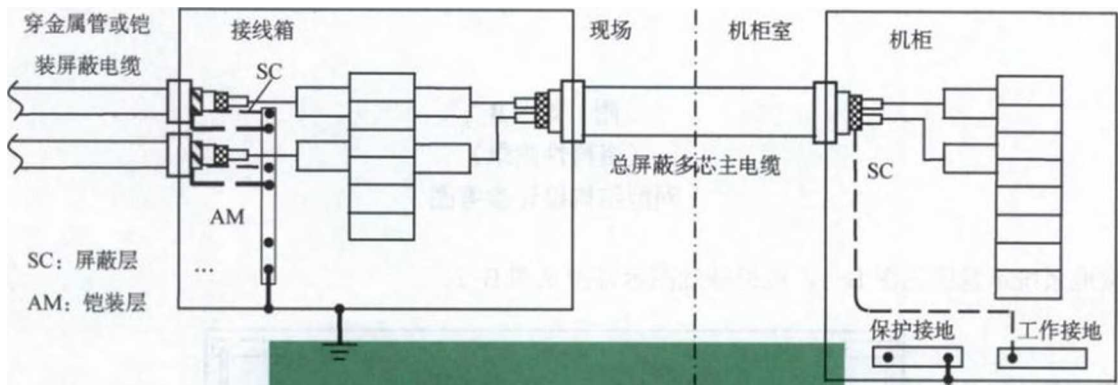 穿金属管或铠
装屏蔽电缆
接线箱
SC
现场
机柜室
机柜
总屏蔽多芯主电缆
SC
AM
SC：屏蔽层
...
AM：铠装层
保护接地
工作接地